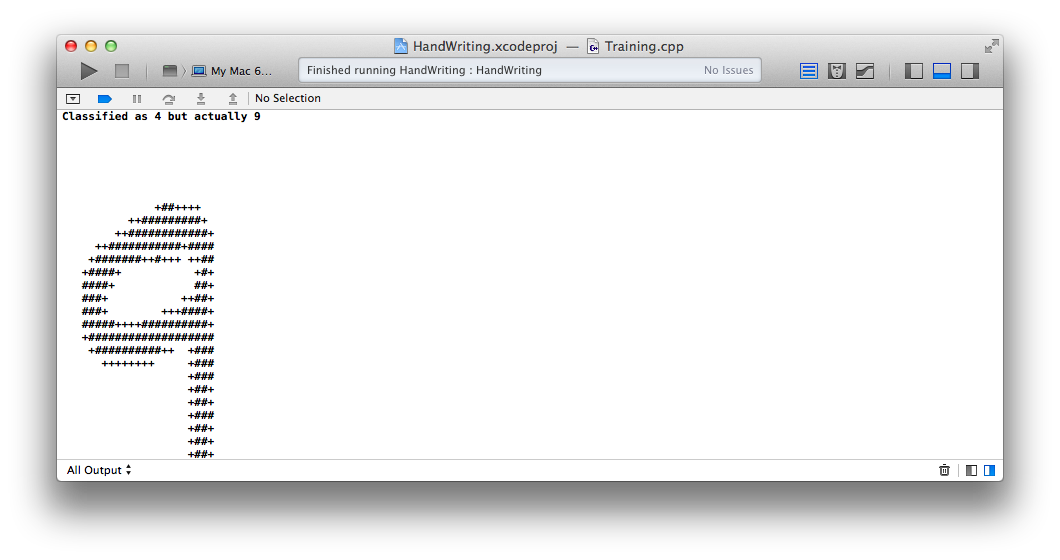 HandWriting.xcodeproj — Training.cpp
My Mac 6...
Finished running HandWriting : HandWriting
No Issues
No Selection
Classified as 4 but actually 9
              +##++++
          ++#########+
        ++############+
     ++###########+####
    +#######++#+++ ++##
   +####+           +#+
   ####+            ##+
   ###+           ++##+
   ###+        +++####+
   #####++++##########+
   +###################
    +##########++  +###
      ++++++++     +###
                   +###
                   +##+
                   +##+
                   +###
                   +##+
                   +##+
                   +##+
All Output